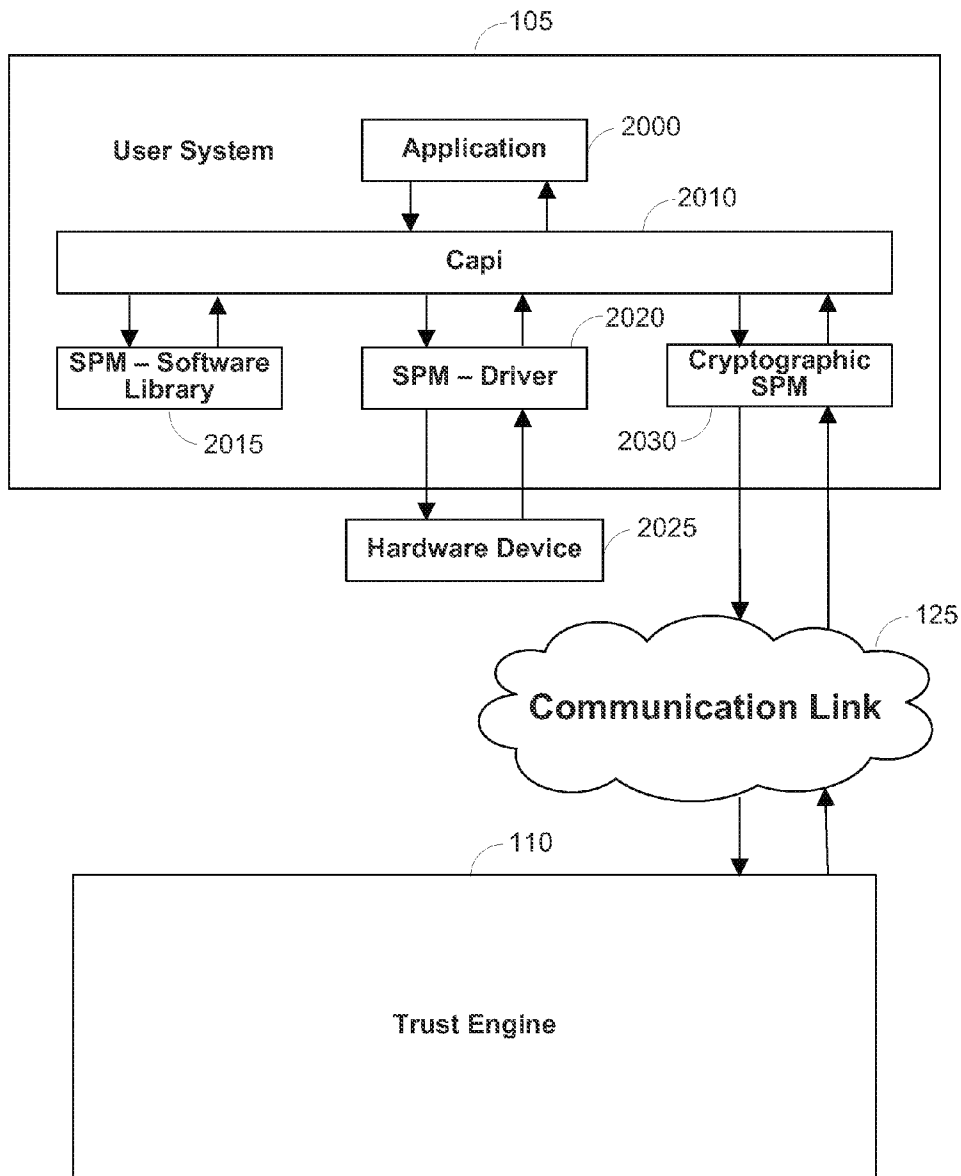 105
User System
Application
2000
2010
Capi
2020
SPM – Software
Library
SPM – Driver
Cryptographic
SPM
2015
2030
Hardware Device
2025
125
Communication Link
110
Trust Engine